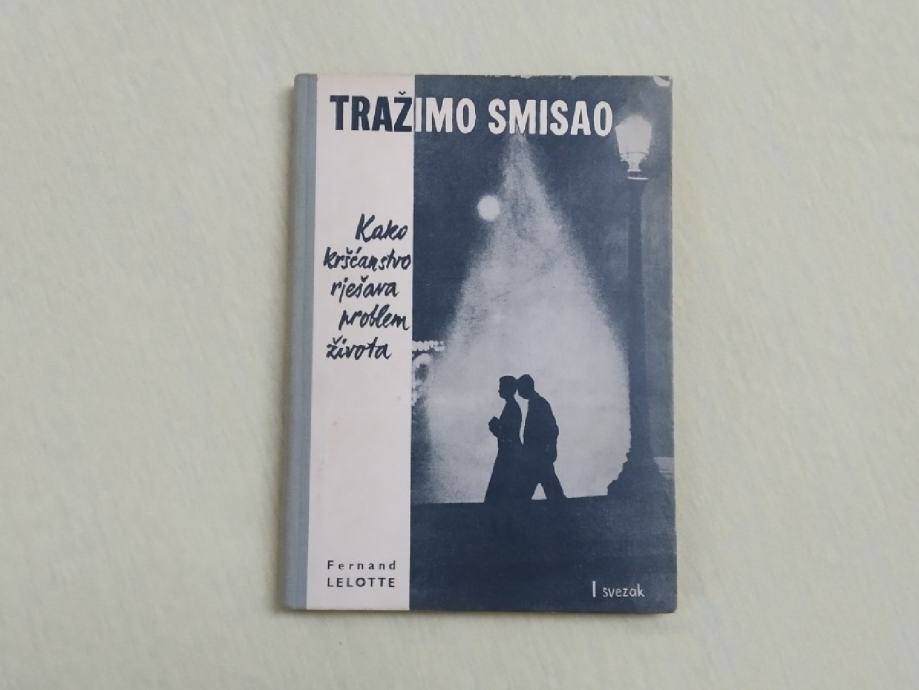 TRAŽIMO SMISAO
Kako
kršćanstvo
rješava
problem
života
Fernand
LELOTTE
I svezak